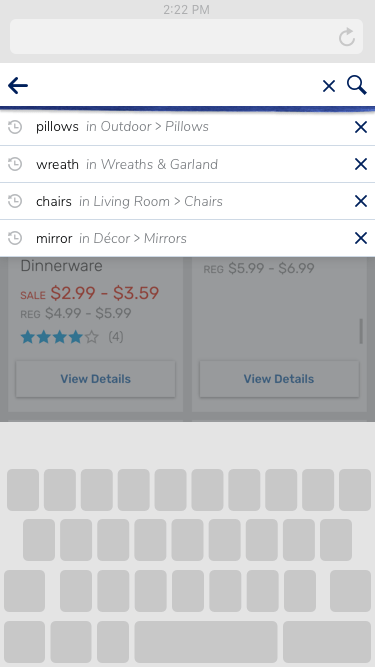 2:22 PM
pillows in Outdoor > Pillows
wreath in Wreaths & Garland
chairs in Living Room > Chairs
mirror in Décor > Mirrors
Dinnerware
SALE $2.99 - $3.59
REG $4.99 - $5.99
(4)
View Details
REG $5.99 - $6.99
View Details